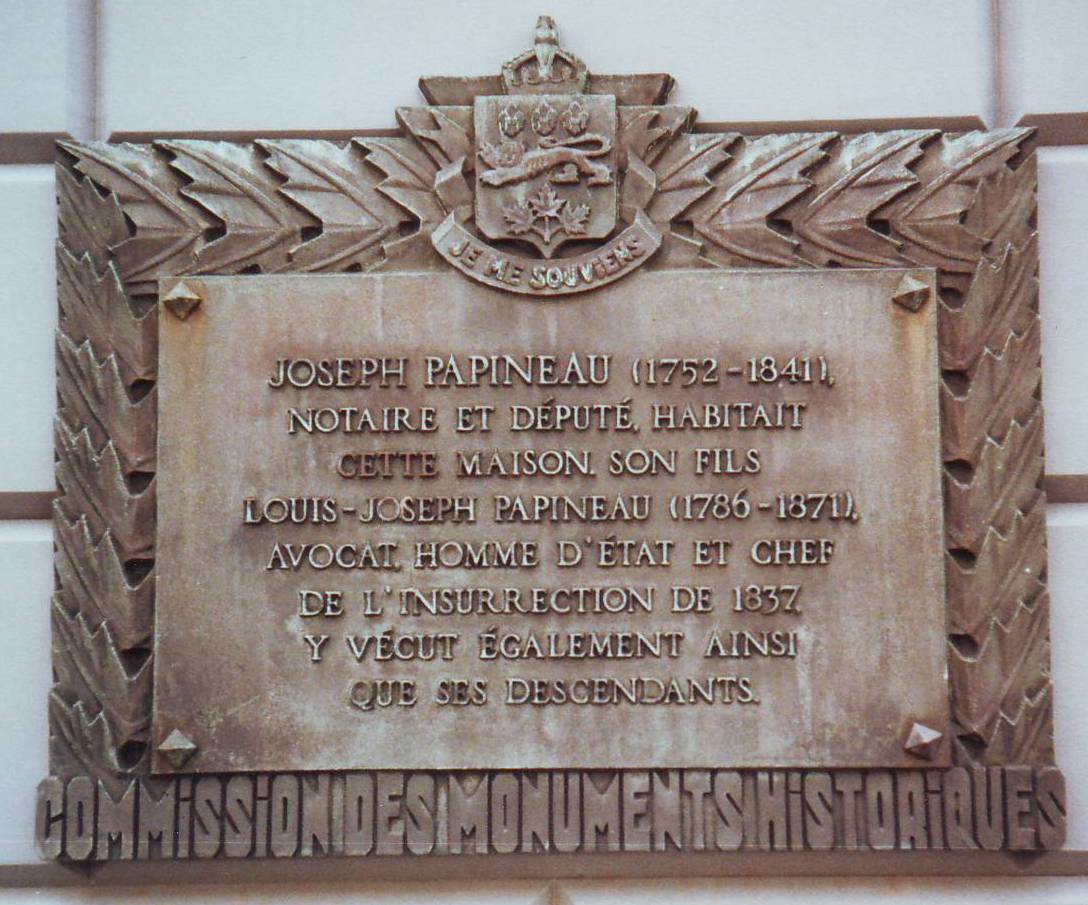 JE ME SOUVIENS
JOSEPH PAPINEAU (1752-1841),
NOTAIRE ET DÉPUTÉ, HABITAIT
CETTE MAISON. SON FILS
LOUIS-JOSEPH PAPINEAU (1786-1871),
AVOCAT, HOMME D'ÉTAT ET CHEF
DE L'INSURRECTION DE 1837,
Y VÉCUT ÉGALEMENT AINSI
QUE SES DESCENDANTS.
COMMISSION DES MONUMENTS HISTORIQUES